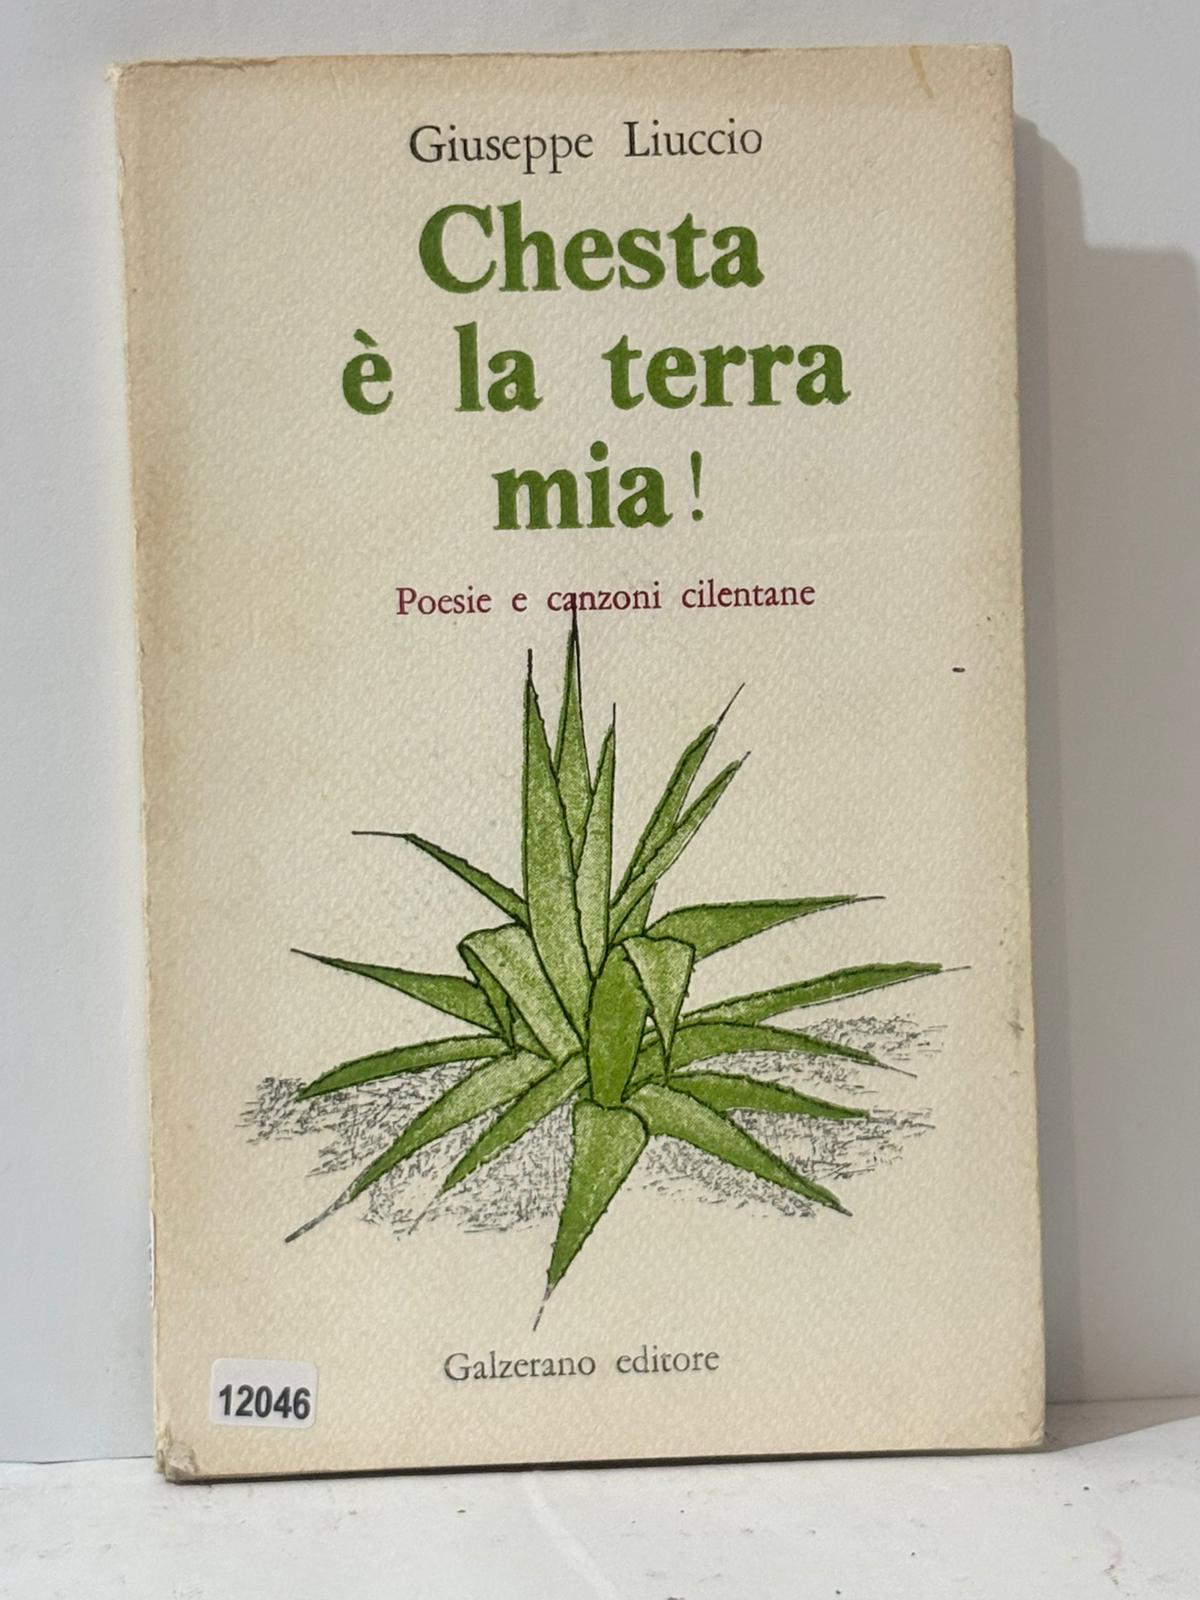 Giuseppe Liuccio
Chesta
è la terra
mia!
Poesie e canzoni cilentane
Galzerano editore
12046